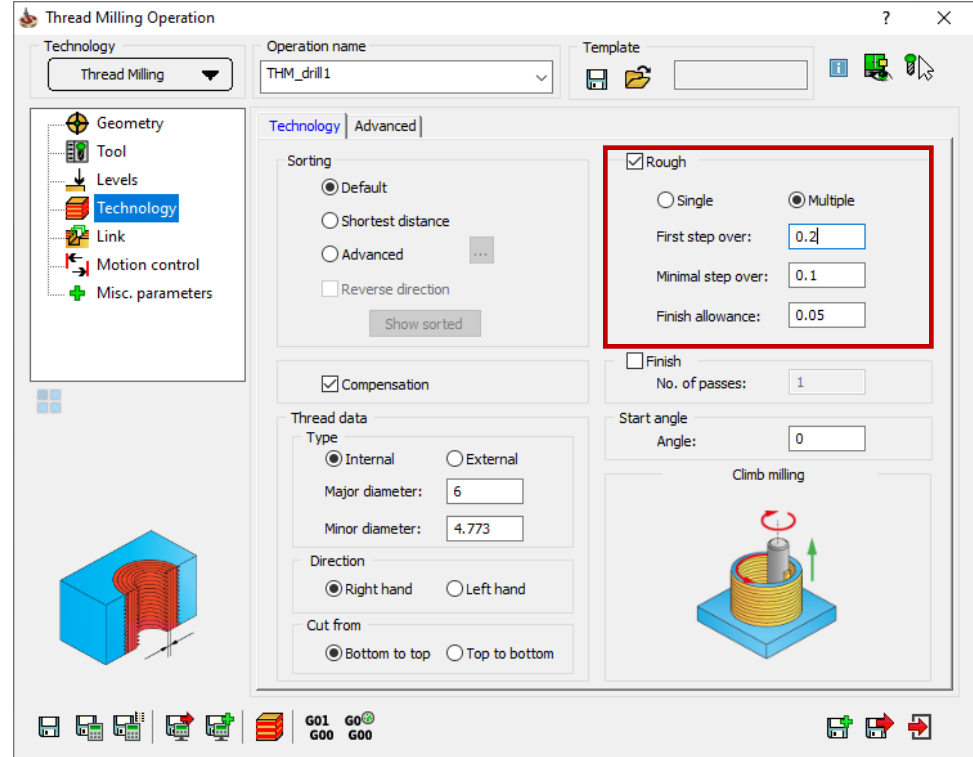 Thread Milling Operation
?
Technology
Thread Milling
Operation name
THM_drill1
Template
Geometry
Tool
Levels
Technology
Link
Motion control
Misc. parameters
Technology
Advanced
Sorting
Default
Shortest distance
Advanced
...
Reverse direction
Show sorted
Compensation
Thread data
Type
Internal
External
Major diameter:
6
Minor diameter:
4.773
Direction
Right hand
Left hand
Cut from
Bottom to top
Top to bottom
Rough
Single
Multiple
First step over:
0.2
Minimal step over:
0.1
Finish allowance:
0.05
Finish
No. of passes:
1
Start angle
Angle:
0
Climb milling
G01
G00
G0
G00